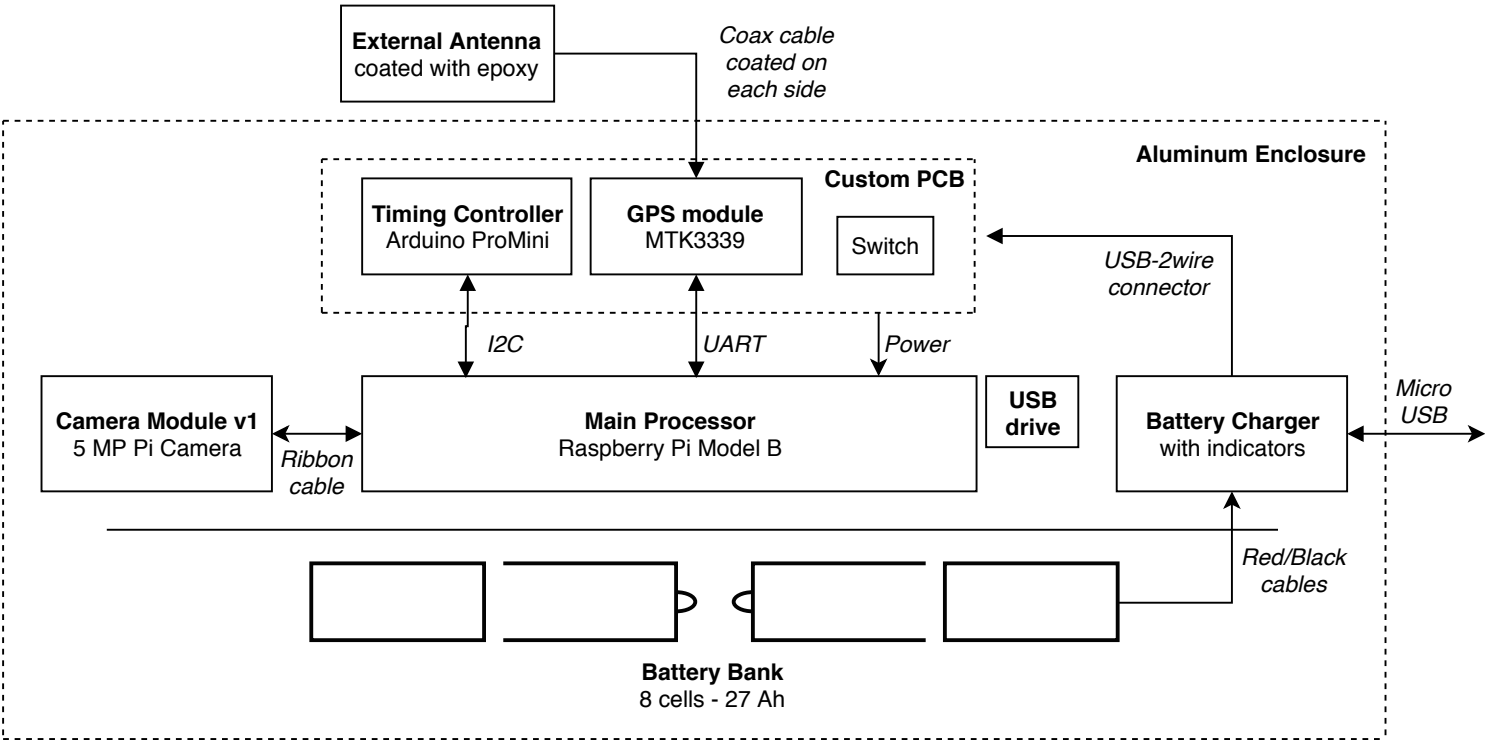 External Antenna
coated with epoxy
Coax cable
coated on
each side
Aluminum Enclosure
Custom PCB
Timing Controller
Arduino ProMini
GPS module
MTK3339
Switch
USB-2wire
connector
I2C
UART
Power
Camera Module v1
5 MP Pi Camera
Ribbon
cable
Main Processor
Raspberry Pi Model B
USB
drive
Battery Charger
with indicators
Micro
USB
Red/Black
cables
Battery Bank
8 cells - 27 Ah